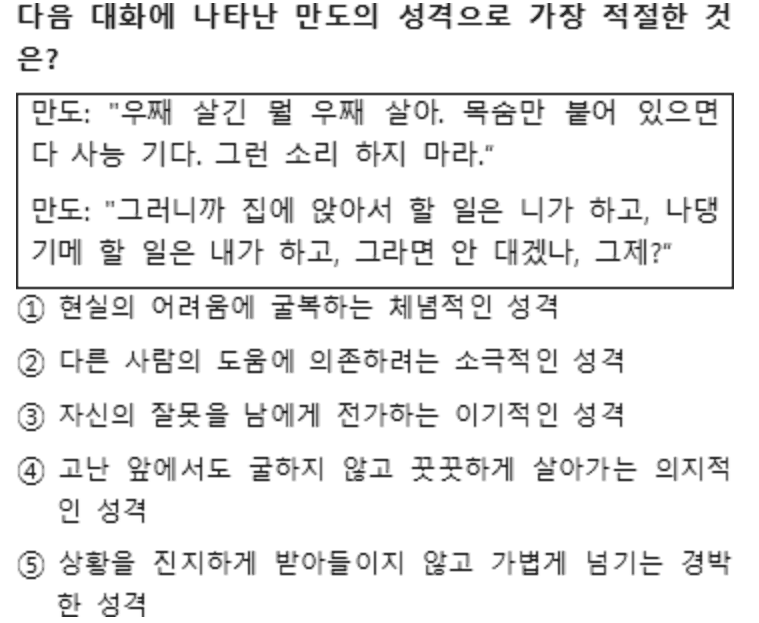 다음 대화에 나타난 만도의 성격으로 가장 적절한 것
은?
만도: "우째 살긴 뭘 우째 살아. 목숨만 붙어 있으면
다 사능 기다. 그런 소리 하지 마라."
만도: "그러니까 집에 앉아서 할 일은 니가 하고, 나댕
기메 할 일은 내가 하고, 그라면 안 대겠나, 그제?"
① 현실의 어려움에 굴복하는 체념적인 성격
② 다른 사람의 도움에 의존하려는 소극적인 성격
③ 자신의 잘못을 남에게 전가하는 이기적인 성격
④ 고난 앞에서도 굴하지 않고 꿋꿋하게 살아가는 의지적
인 성격
⑤ 상황을 진지하게 받아들이지 않고 가볍게 넘기는 경박
한 성격